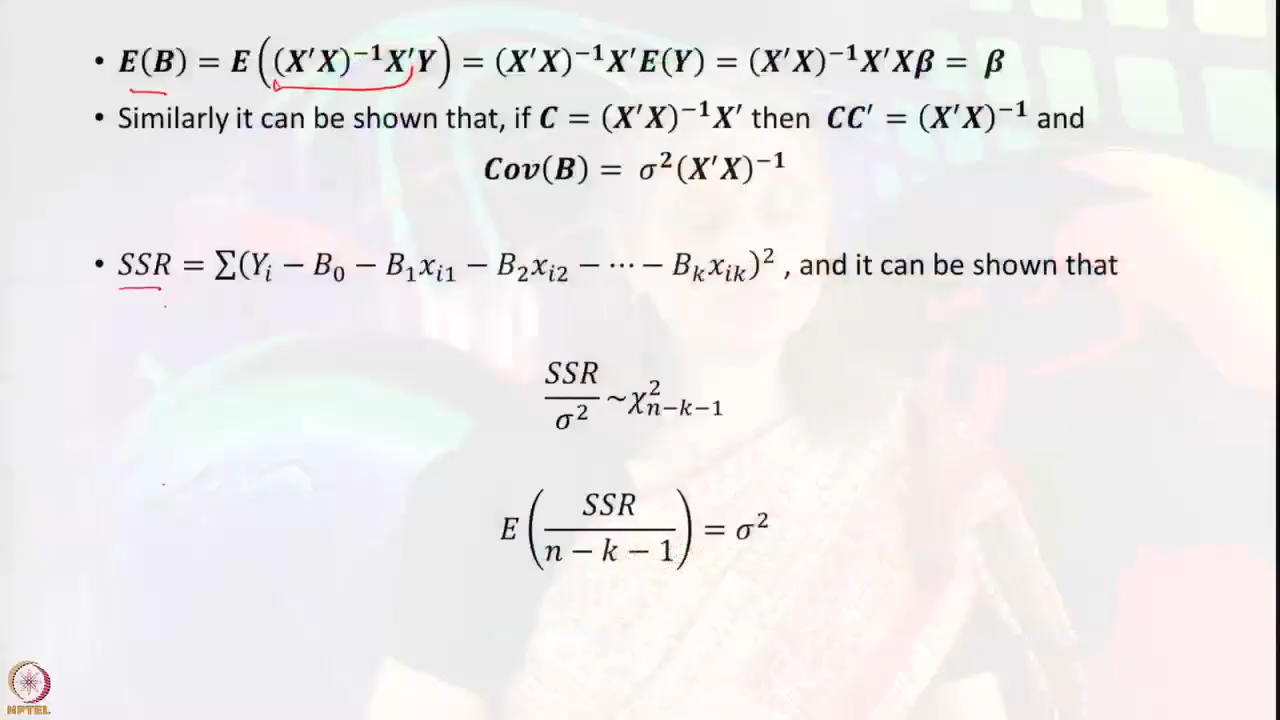 • E(B) = E((X′X)⁻¹X′Y) = (X′X)⁻¹X′E(Y) = (X′X)⁻¹X′Xβ = β
• Similarly it can be shown that, if C = (X′X)⁻¹X′ then CC′ = (X′X)⁻¹ and
Cov(B) = σ²(X′X)⁻¹
• SSR = ∑(Yᵢ − B₀ − B₁xᵢ₁ − B₂xᵢ₂ − ⋯ − Bₖxᵢₖ)² , and it can be shown that
SSR/σ² ~ χ²ₙ₋ₖ₋₁
E(SSR/(n − k − 1)) = σ²
NPTEL